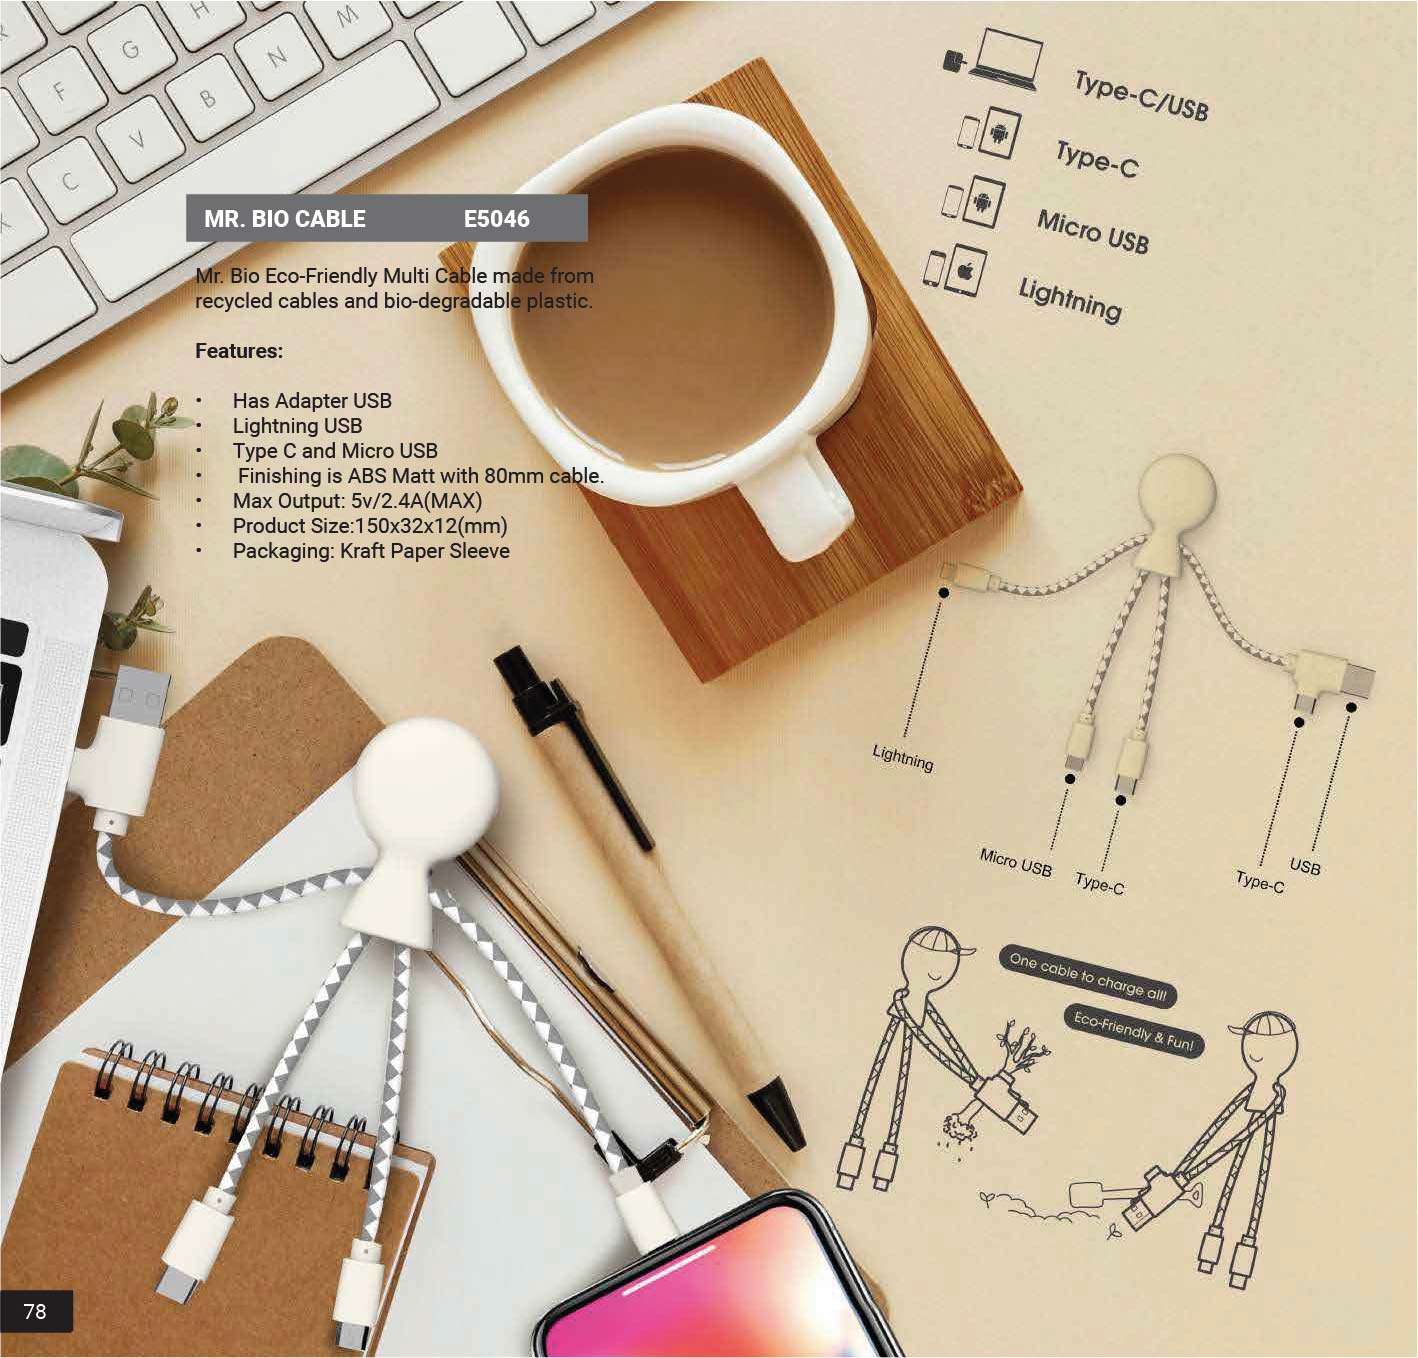 H
M
G
N
F
B
V
C
MR. BIO CABLE E5046
Mr. Bio Eco-Friendly Multi Cable made from
recycled cables and bio-degradable plastic.
Features:
• Has Adapter USB
• Lightning USB
• Type C and Micro USB
• Finishing is ABS Matt with 80mm cable.
• Max Output: 5v/2.4A(MAX)
• Product Size:150x32x12(mm)
• Packaging: Kraft Paper Sleeve
Type-C/USB
Type-C
Micro USB
Lightning
Lightning
Micro USB
Type-C
Type-C
USB
One cable to charge all!
Eco-Friendly & Fun!
78